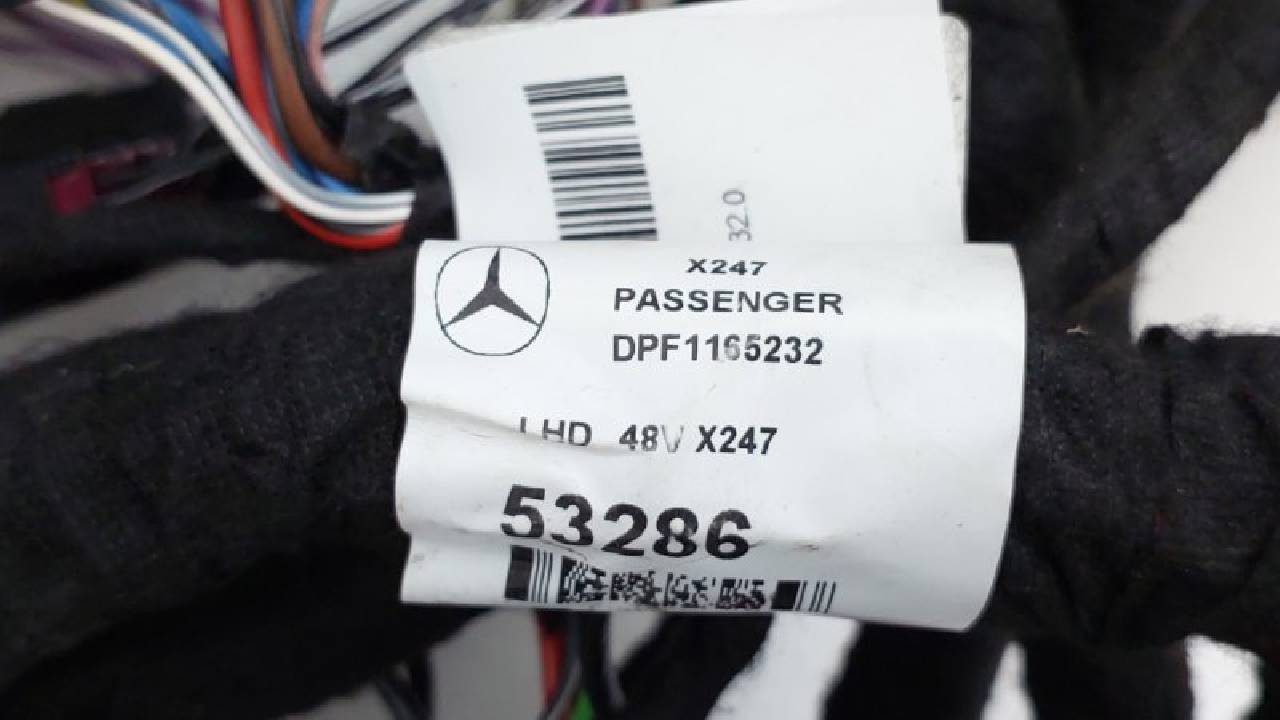 32.0
X247
PASSENGER
DPF1165232
LHD 48V X247
53286